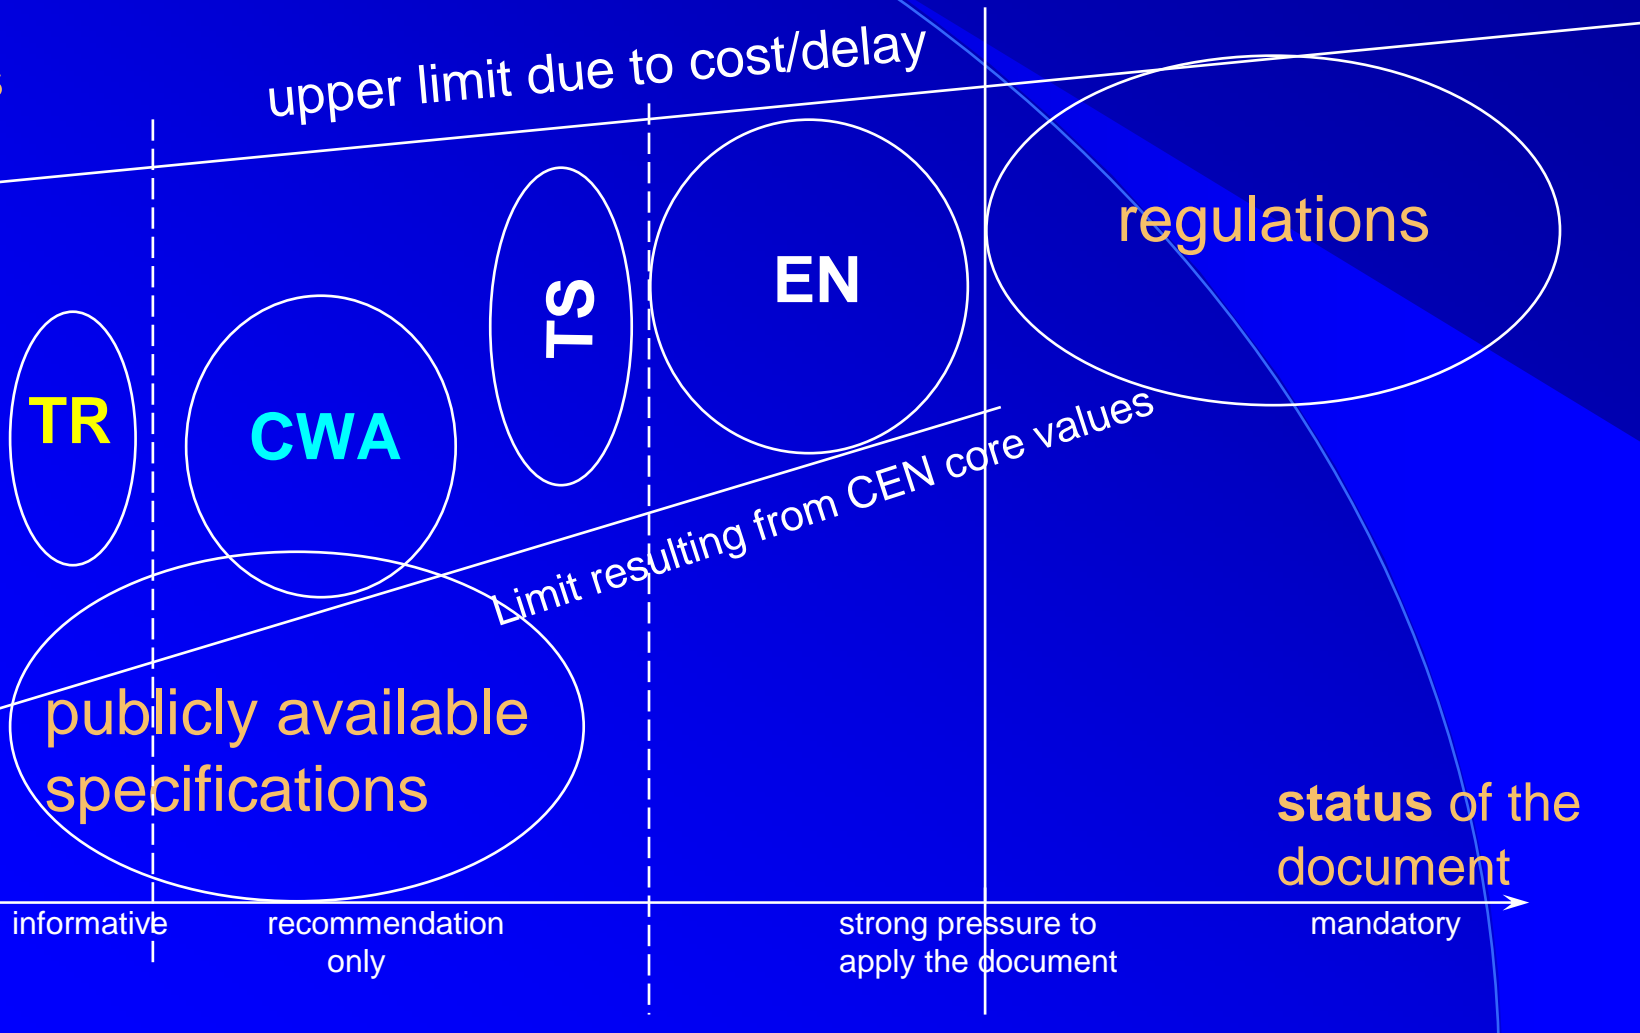 upper limit due to cost/delay
regulations
TS
EN
TR
CWA
Limit resulting from CEN core values
publicly available
specifications
status of the
document
informative
recommendation
only
strong pressure to
apply the document
mandatory